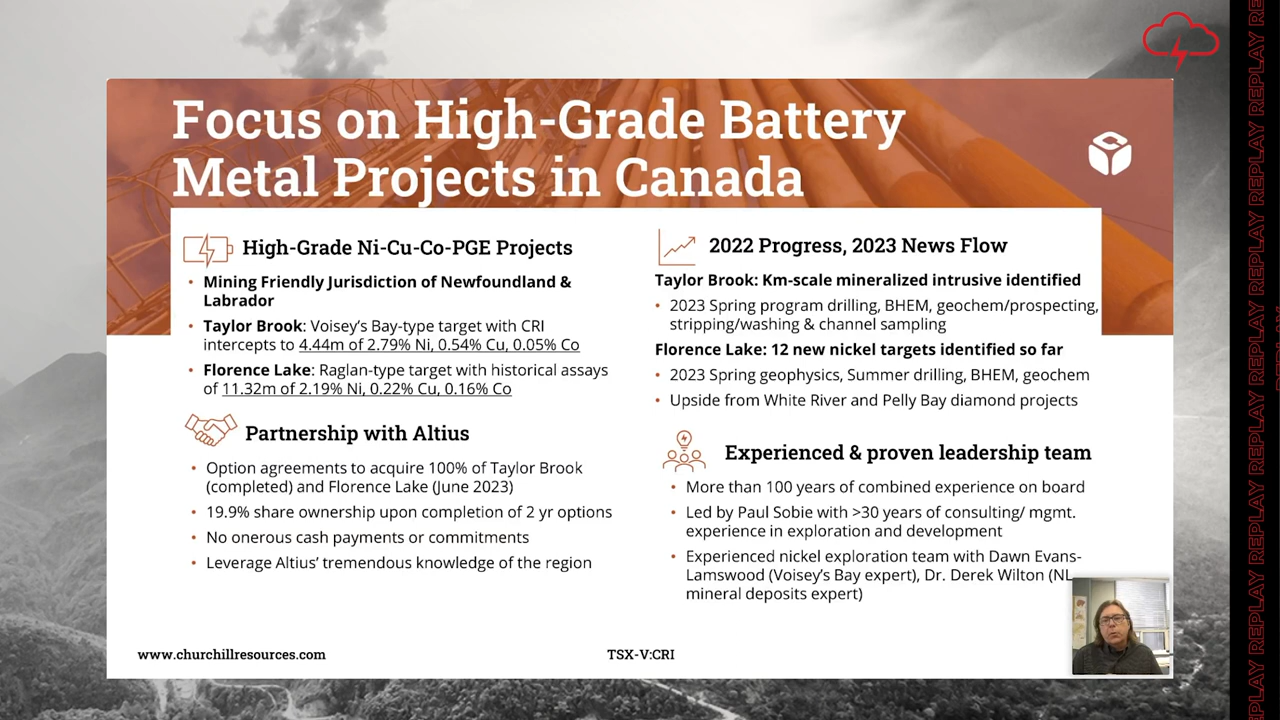 Focus on High-Grade Battery
Metal Projects in Canada
High-Grade Ni-Cu-Co-PGE Projects
• Mining Friendly Jurisdiction of Newfoundland &
Labrador
• Taylor Brook: Voisey's Bay-type target with CRI
intercepts to 4.44m of 2.79% Ni, 0.54% Cu, 0.05% Co
• Florence Lake: Raglan-type target with historical assays
of 11.32m of 2.19% Ni, 0.22% Cu, 0.16% Co
Partnership with Altius
• Option agreements to acquire 100% of Taylor Brook
(completed) and Florence Lake (June 2023)
• 19.9% share ownership upon completion of 2 yr options
• No onerous cash payments or commitments
• Leverage Altius' tremendous knowledge of the region
2022 Progress, 2023 News Flow
Taylor Brook: Km-scale mineralized intrusive identified
• 2023 Spring program drilling, BHEM, geochem/prospecting,
stripping/washing & channel sampling
Florence Lake: 12 new nickel targets identified so far
• 2023 Spring geophysics, Summer drilling, BHEM, geochem
• Upside from White River and Pelly Bay diamond projects
Experienced & proven leadership team
• More than 100 years of combined experience on board
• Led by Paul Sobie with >30 years of consulting/ mgmt.
experience in exploration and development
• Experienced nickel exploration team with Dawn Evans-
Lamswood (Voisey's Bay expert), Dr. Derek Wilton (NL
mineral deposits expert)
www.churchillresources.com
TSX-V:CRI
REPLAY REPLAY REPLAY REPLAY REPLAY REPLAY REPLAY